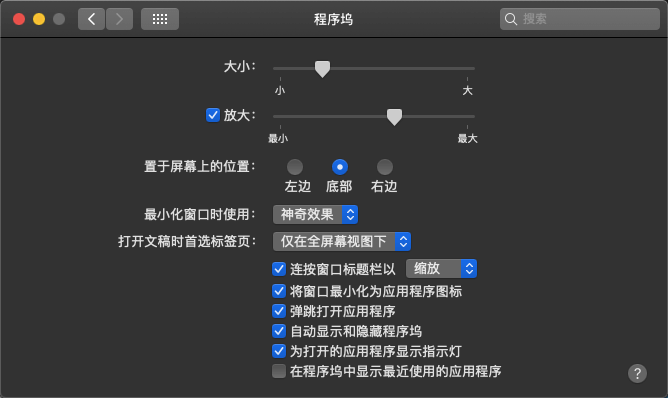 程序坞
搜索
大小：
小 大
放大：
最小 最大
置于屏幕上的位置：
左边 底部 右边
最小化窗口时使用： 神奇效果
打开文稿时首选标签页： 仅在全屏幕视图下
连按窗口标题栏以 缩放
将窗口最小化为应用程序图标
弹跳打开应用程序
自动显示和隐藏程序坞
为打开的应用程序显示指示灯
在程序坞中显示最近使用的应用程序
?